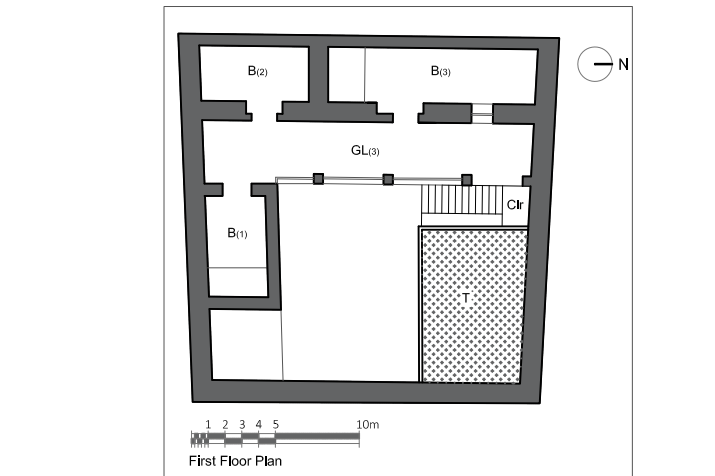 B(2)
B(3)
N
GL(3)
Clr
B(1)
T
1 2 3 4 5 10m
First Floor Plan